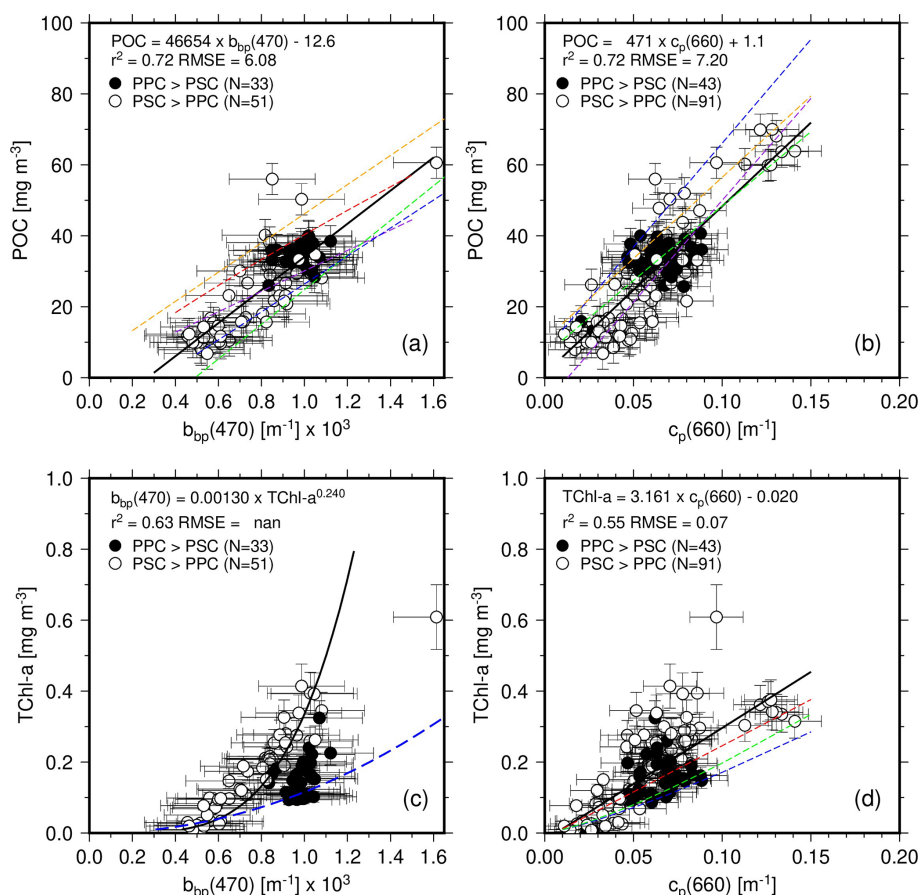 POC = 46654 x bbp(470) - 12.6
r² = 0.72 RMSE = 6.08
PPC > PSC (N=33)
PSC > PPC (N=51)
(a)
POC [mg m-3]
100
80
60
40
20
0
0.0 0.2 0.4 0.6 0.8 1.0 1.2 1.4 1.6
bbp(470) [m-1] x 10³
POC = 471 x cp(660) + 1.1
r² = 0.72 RMSE = 7.20
PPC > PSC (N=43)
PSC > PPC (N=91)
(b)
POC [mg m-3]
100
80
60
40
20
0
0.00 0.05 0.10 0.15 0.20
cp(660) [m-1]
bbp(470) = 0.00130 x TChl-a0.240
r² = 0.63 RMSE = nan
PPC > PSC (N=33)
PSC > PPC (N=51)
(c)
TChl-a [mg m-3]
1.0
0.8
0.6
0.4
0.2
0.0
0.0 0.2 0.4 0.6 0.8 1.0 1.2 1.4 1.6
bbp(470) [m-1] x 10³
TChl-a = 3.161 x cp(660) - 0.020
r² = 0.55 RMSE = 0.07
PPC > PSC (N=43)
PSC > PPC (N=91)
(d)
TChl-a [mg m-3]
1.0
0.8
0.6
0.4
0.2
0.0
0.00 0.05 0.10 0.15 0.20
cp(660) [m-1]